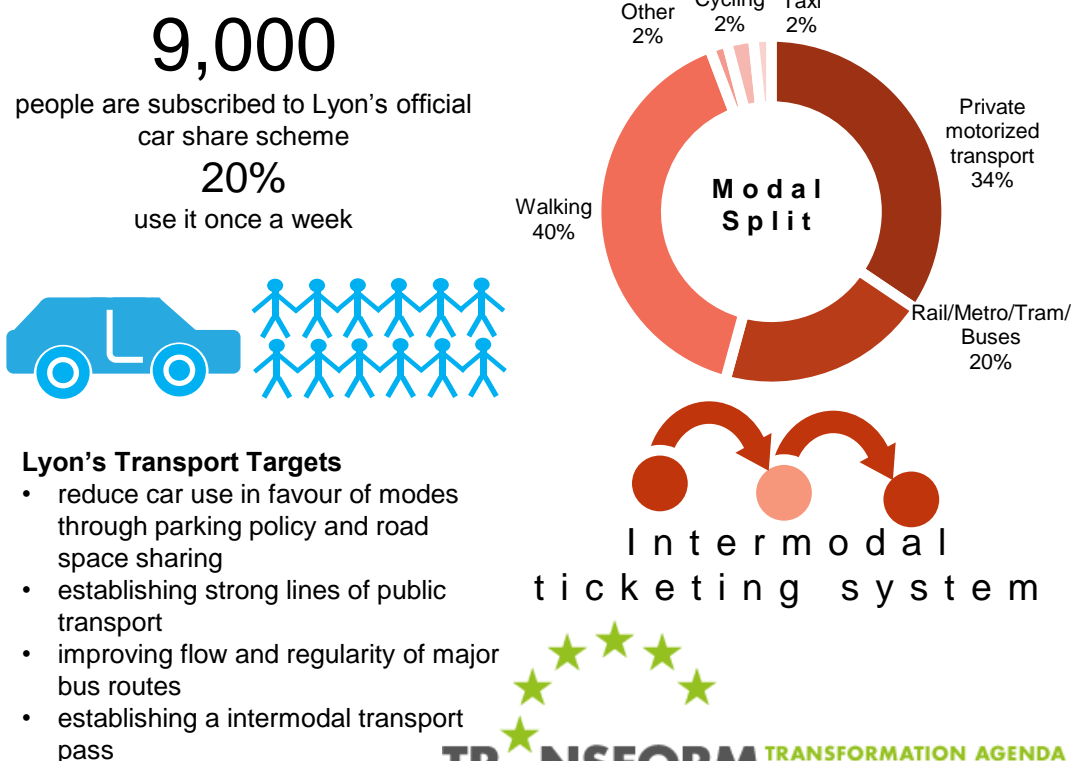 9,000
people are subscribed to Lyon's official
car share scheme
20%
use it once a week
Other
2%
Cycling
2%
Taxi
2%
Private
motorized
transport
34%
Modal
Split
Walking
40%
Rail/Metro/Tram/
Buses
20%
Lyon's Transport Targets
• reduce car use in favour of modes
through parking policy and road
space sharing
• establishing strong lines of public
transport
• improving flow and regularity of major
bus routes
• establishing a intermodal transport
pass
Intermodal
ticketing system
TR★NSFORM
TRANSFORMATION AGENDA